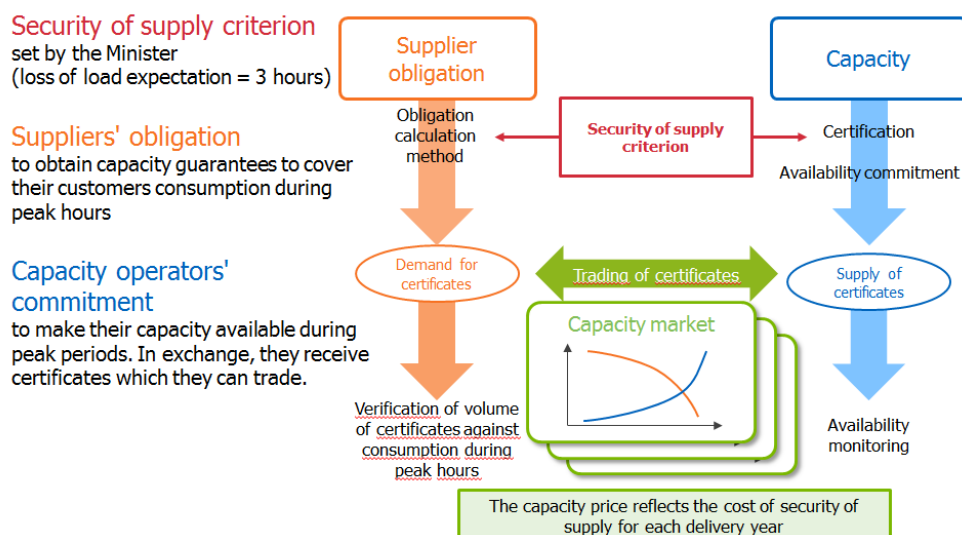 Security of supply criterion
set by the Minister
(loss of load expectation = 3 hours)
Suppliers' obligation
to obtain capacity guarantees to cover
their customers consumption during
peak hours
Capacity operators'
commitment
to make their capacity available during
peak periods. In exchange, they receive
certificates which they can trade.
Supplier
obligation
Obligation
calculation
method
Security of supply
criterion
Capacity
Certification
Availability commitment
Demand for
certificates
Trading of certificates
Supply of
certificates
Capacity market
Verification of volume
of certificates against
consumption during
peak hours
Availability
monitoring
The capacity price reflects the cost of security of
supply for each delivery year